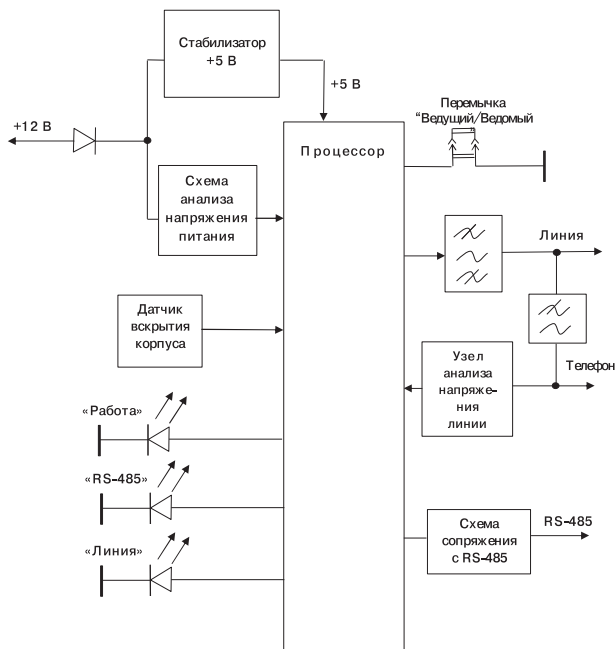 Стабилизатор
+5 В
+5 В
+12 В
Перемычка
“Ведущий/Ведомый
Процессор
Схема
анализа
напряжения
питания
Линия
Датчик
вскрытия
корпуса
Узел
анализа
напряже-
ния
линии
Телефон
«Работа»
«RS-485»
Схема
сопряжения
с RS-485
RS-485
«Линия»